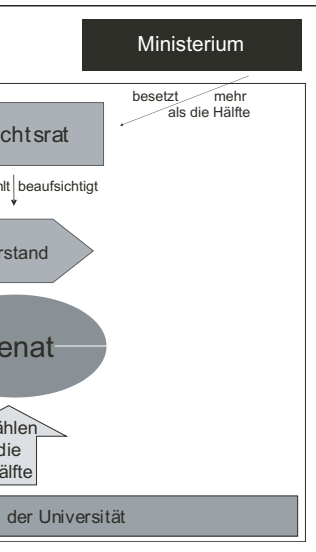 Ministerium
besetzt mehr
als die Hälfte
chtsrat
hlt beaufsichtigt
rstand
enat
ählen
die
älfte
der Universität